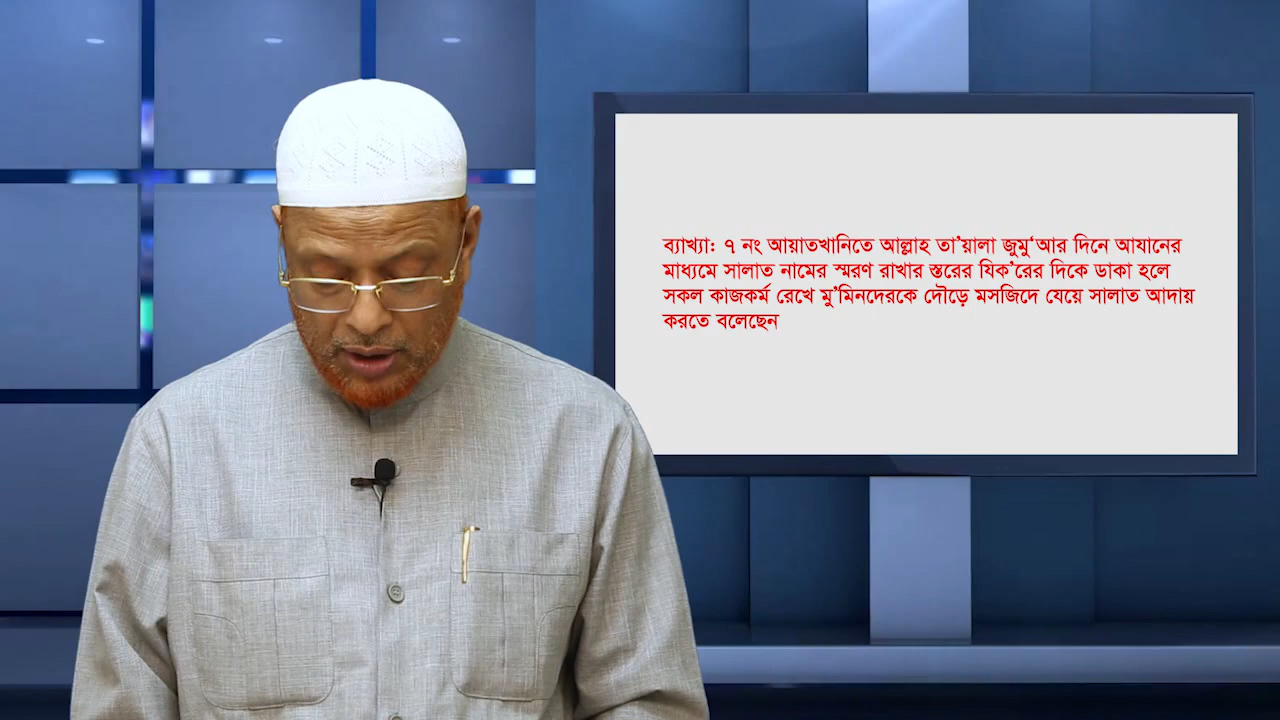 ব্যাখ্যা: ৭ নং আয়াতখানিতে আল্লাহ তা’য়ালা জুমু‘আর দিনে আযানের
মাধ্যমে সালাত নামের স্মরণ রাখার স্তরের যিক’রের দিকে ডাকা হলে
সকল কাজকর্ম রেখে মু’মিনদেরকে দৌড়ে মসজিদে যেয়ে সালাত আদায়
করতে বলেছেন